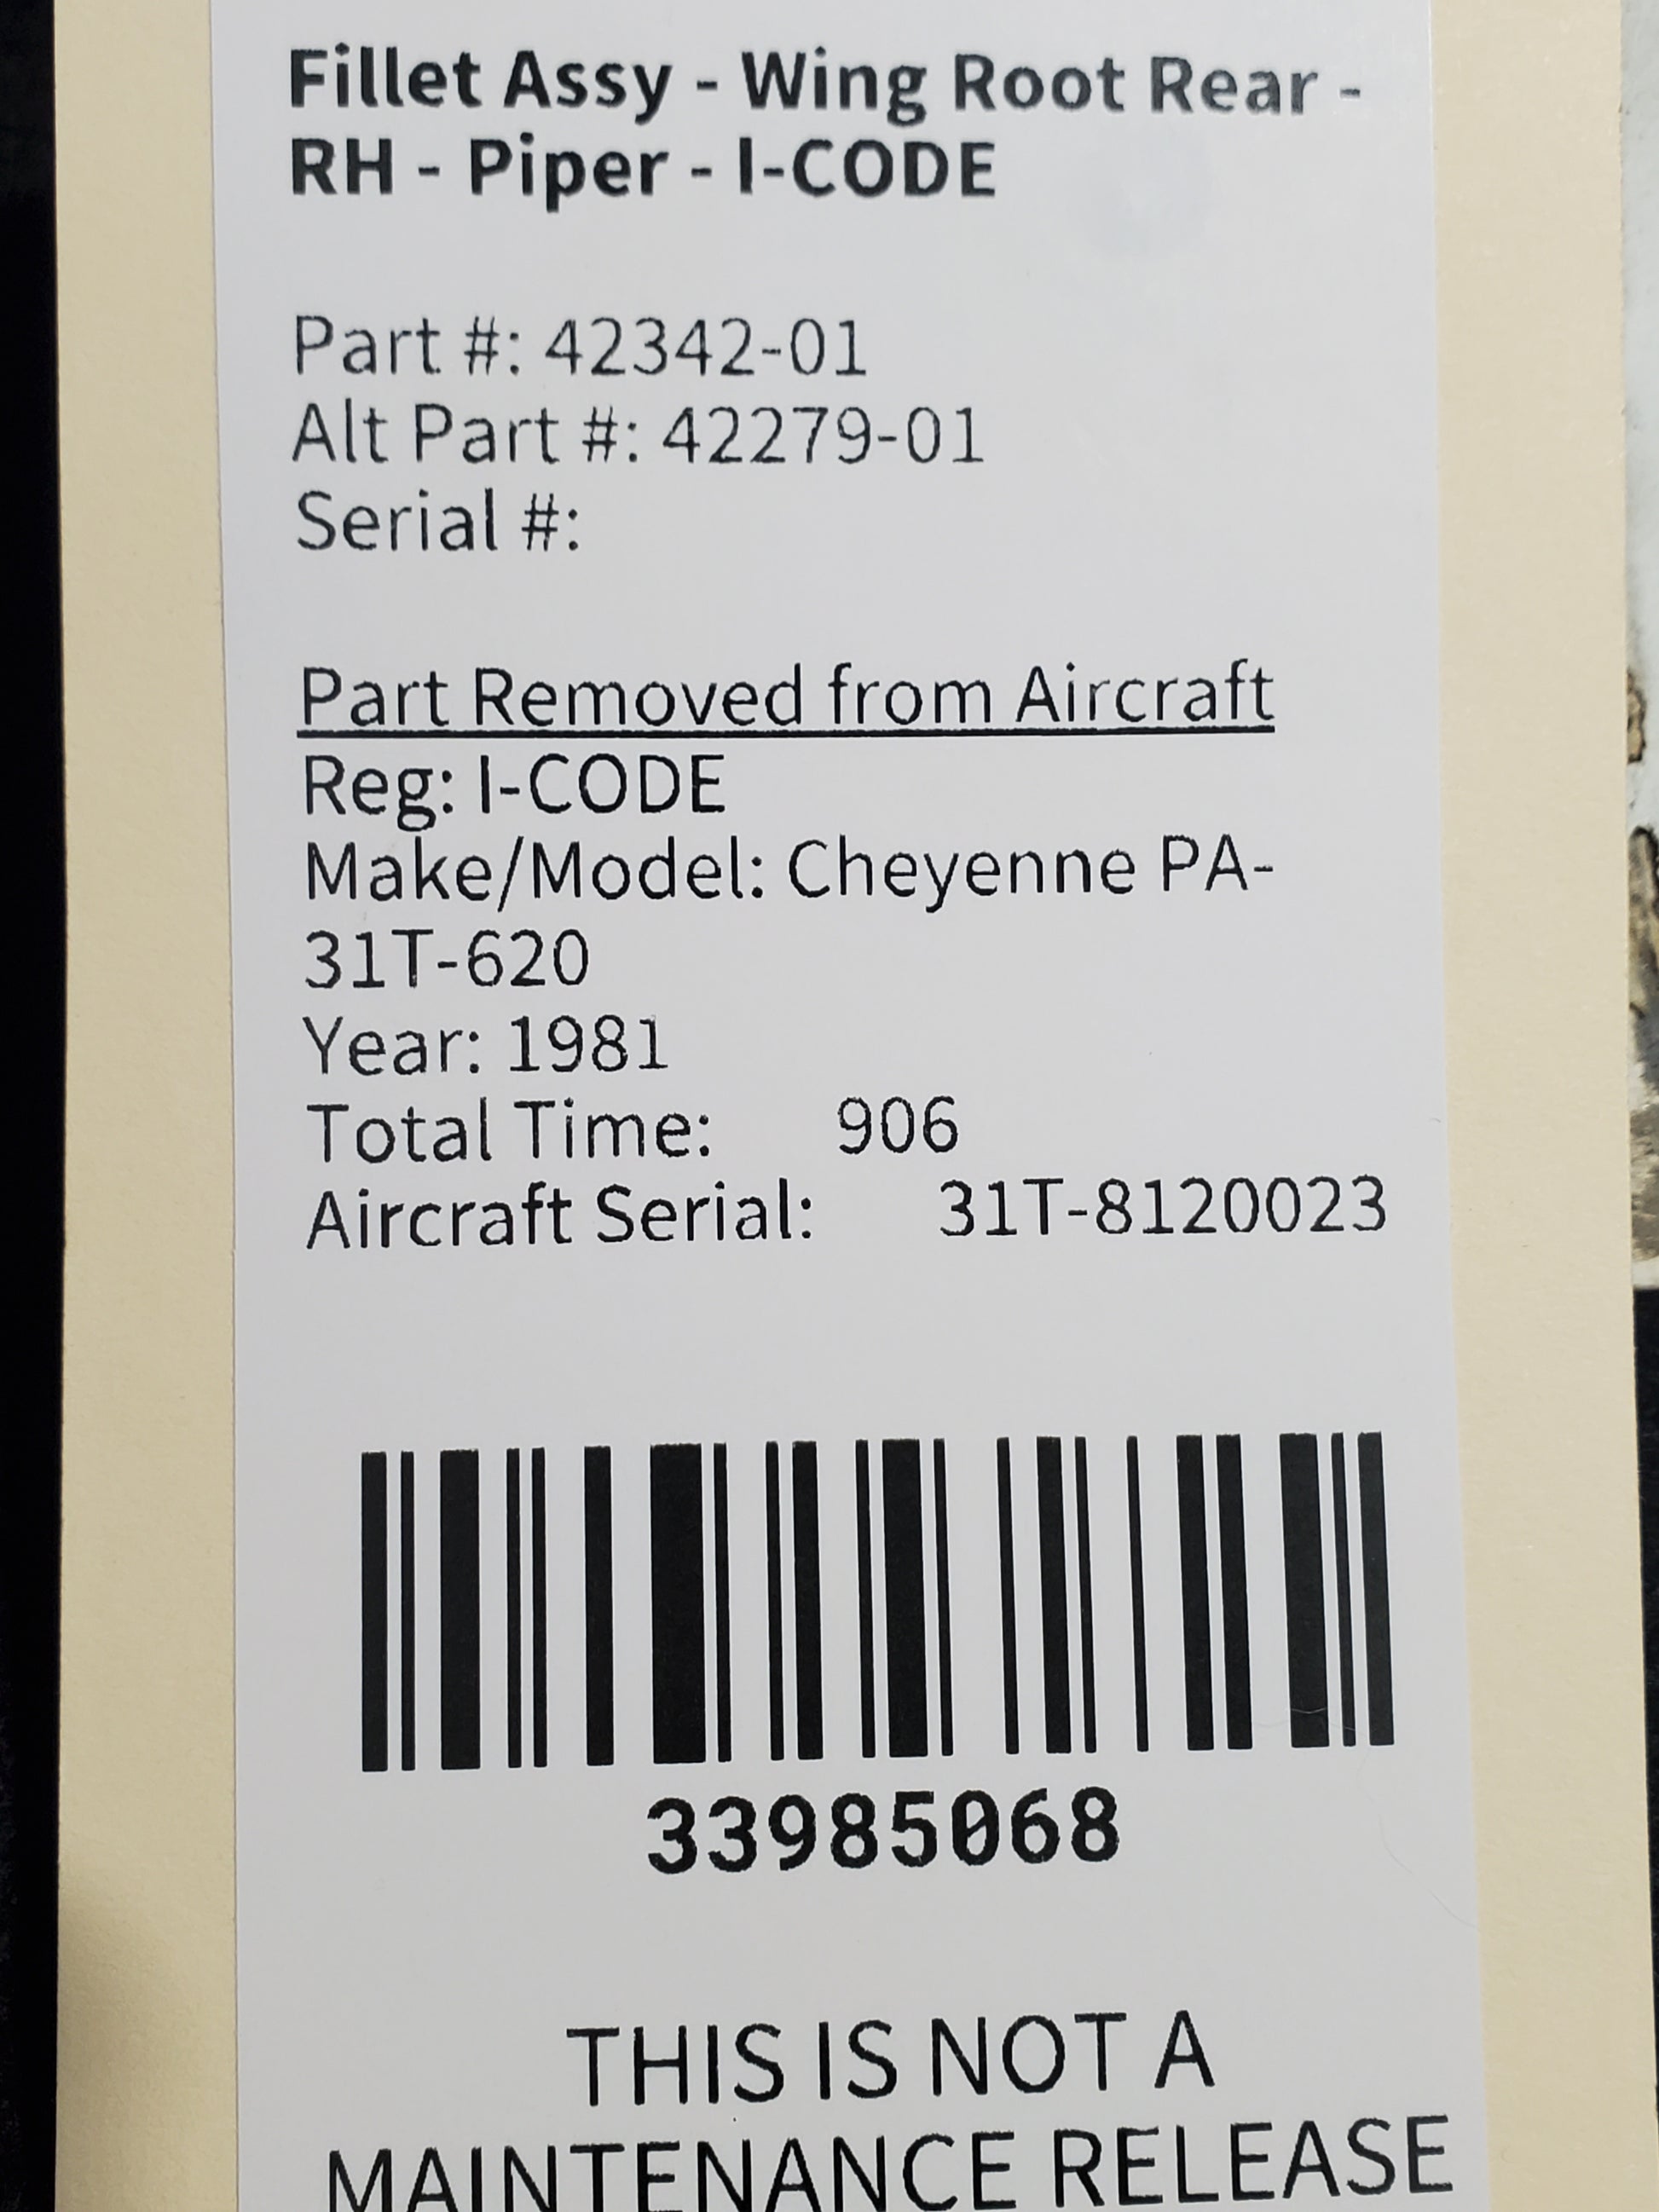 Fillet Assy - Wing Root Rear -
RH - Piper - I-CODE
Part #: 42342-01
Alt Part #: 42279-01
Serial #:
Part Removed from Aircraft
Reg: I-CODE
Make/Model: Cheyenne PA-
31T-620
Year: 1981
Total Time: 906
Aircraft Serial: 31T-8120023
33985068
THIS IS NOT A
MAINTENANCE RELEASE